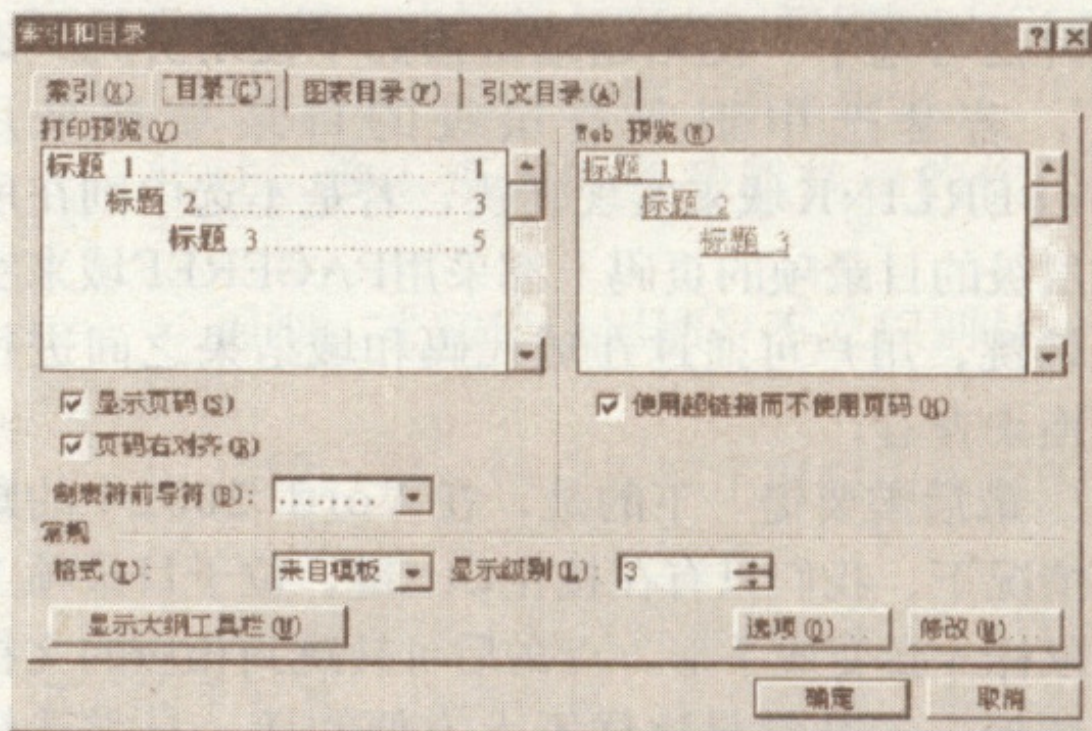 索引和目录
索引(X) 目录(C) 图表目录(F) 引文目录(A)
打印预览(V)
标题 1........1
标题 2........3
标题 3........5
Web 预览(W)
标题 1
标题 2
标题 3
显示页码(S)
页码右对齐(R)
使用超链接而不使用页码(H)
制表符前导符(B): ........
常规
格式(T): 来自模板 显示级别(L): 3
显示大纲工具栏(U) 选项(O)... 修改(M)...
确定 取消